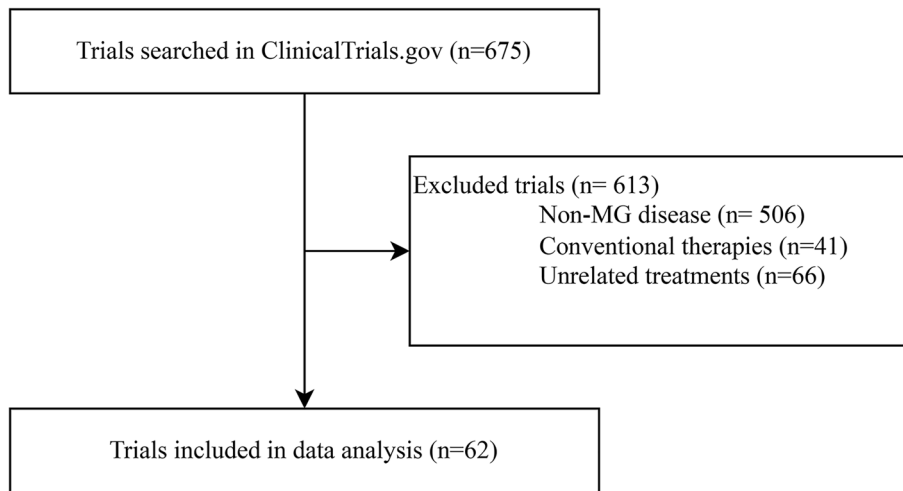 Trials searched in ClinicalTrials.gov (n=675)
Excluded trials (n= 613)
Non-MG disease (n= 506)
Conventional therapies (n=41)
Unrelated treatments (n=66)
Trials included in data analysis (n=62)